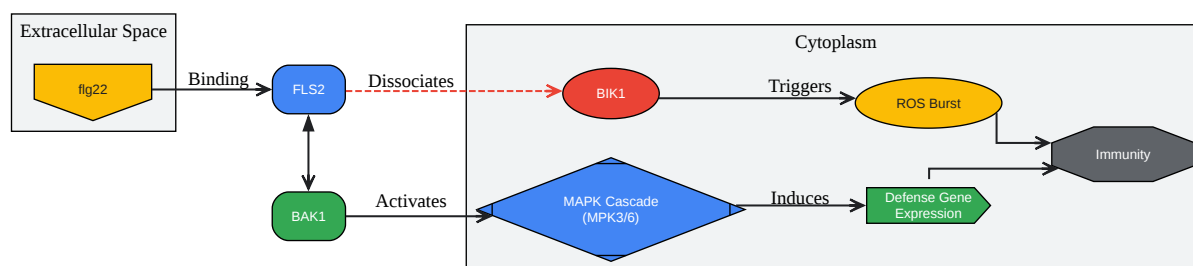 Extracellular Space
flg22
Binding
FLS2
Dissociates
Cytoplasm
BIK1
Triggers
ROS Burst
Immunity
BAK1
Activates
MAPK Cascade
(MPK3/6)
Induces
Defense Gene
Expression